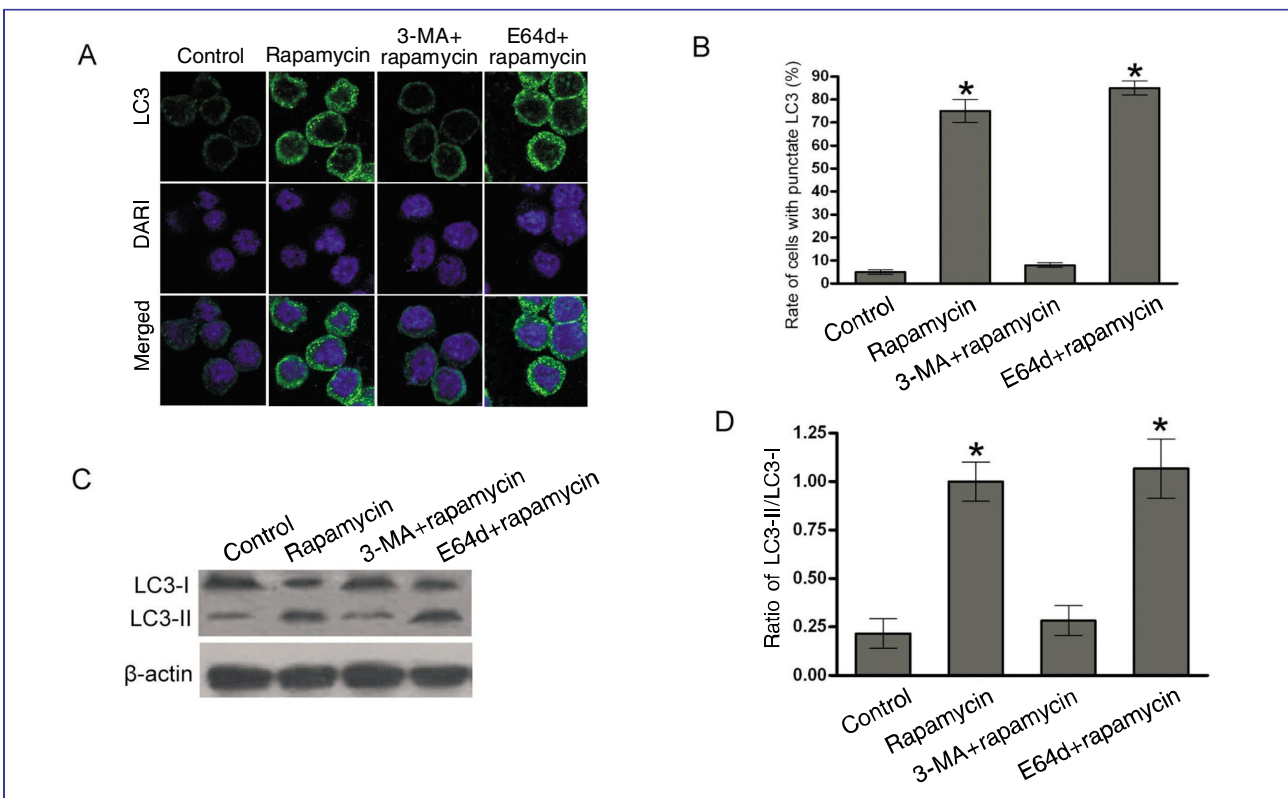 A
Control
Rapamycin
3-MA+
rapamycin
E64d+
rapamycin
LC3
DARI
Merged
B
Rate of cells with punctate LC3 (%)
90
80
70
60
50
40
30
20
10
0
*
*
Control
Rapamycin
3-MA+rapamycin
E64d+rapamycin
C
Control
Rapamycin
3-MA+rapamycin
E64d+rapamycin
LC3-I
LC3-II
β-actin
D
Ratio of LC3-II/LC3-I
1.25
1.00
0.75
0.50
0.25
0.00
*
*
Control
Rapamycin
3-MA+rapamycin
E64d+rapamycin